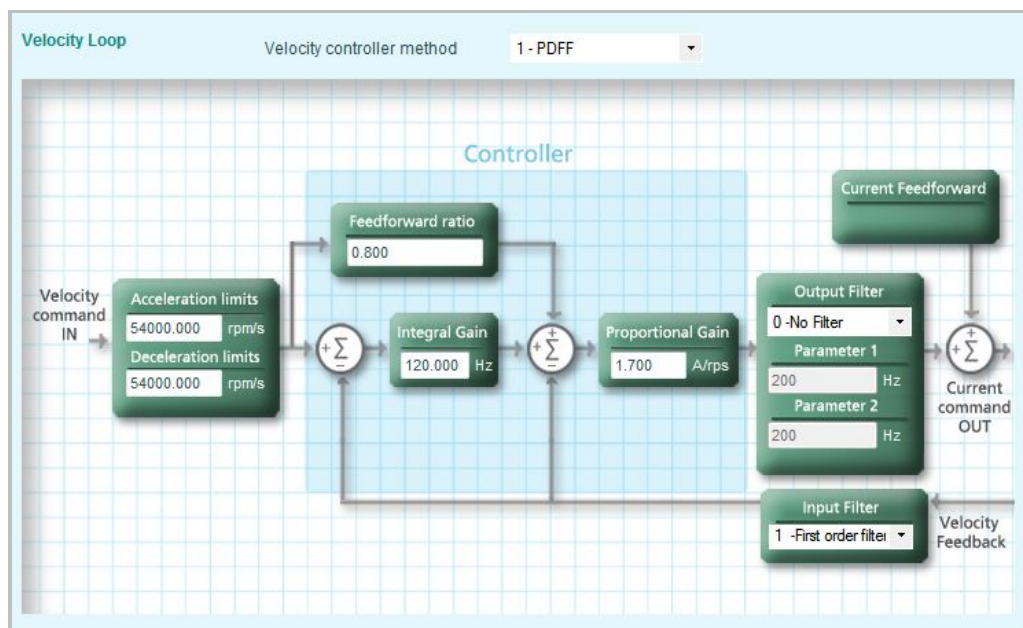 Velocity Loop
Velocity controller method
1 - PDFF
Controller
Current Feedforward
Feedforward ratio
0.800
Velocity
command
IN
Acceleration limits
54000.000 rpm/s
Deceleration limits
54000.000 rpm/s
+ Σ −
Integral Gain
120.000 Hz
+ + Σ −
Proportional Gain
1.700 A/rps
Output Filter
0 -No Filter
Parameter 1
200 Hz
Parameter 2
200 Hz
+ + Σ
Current
command
OUT
Input Filter
1 -First order filter
Velocity
Feedback